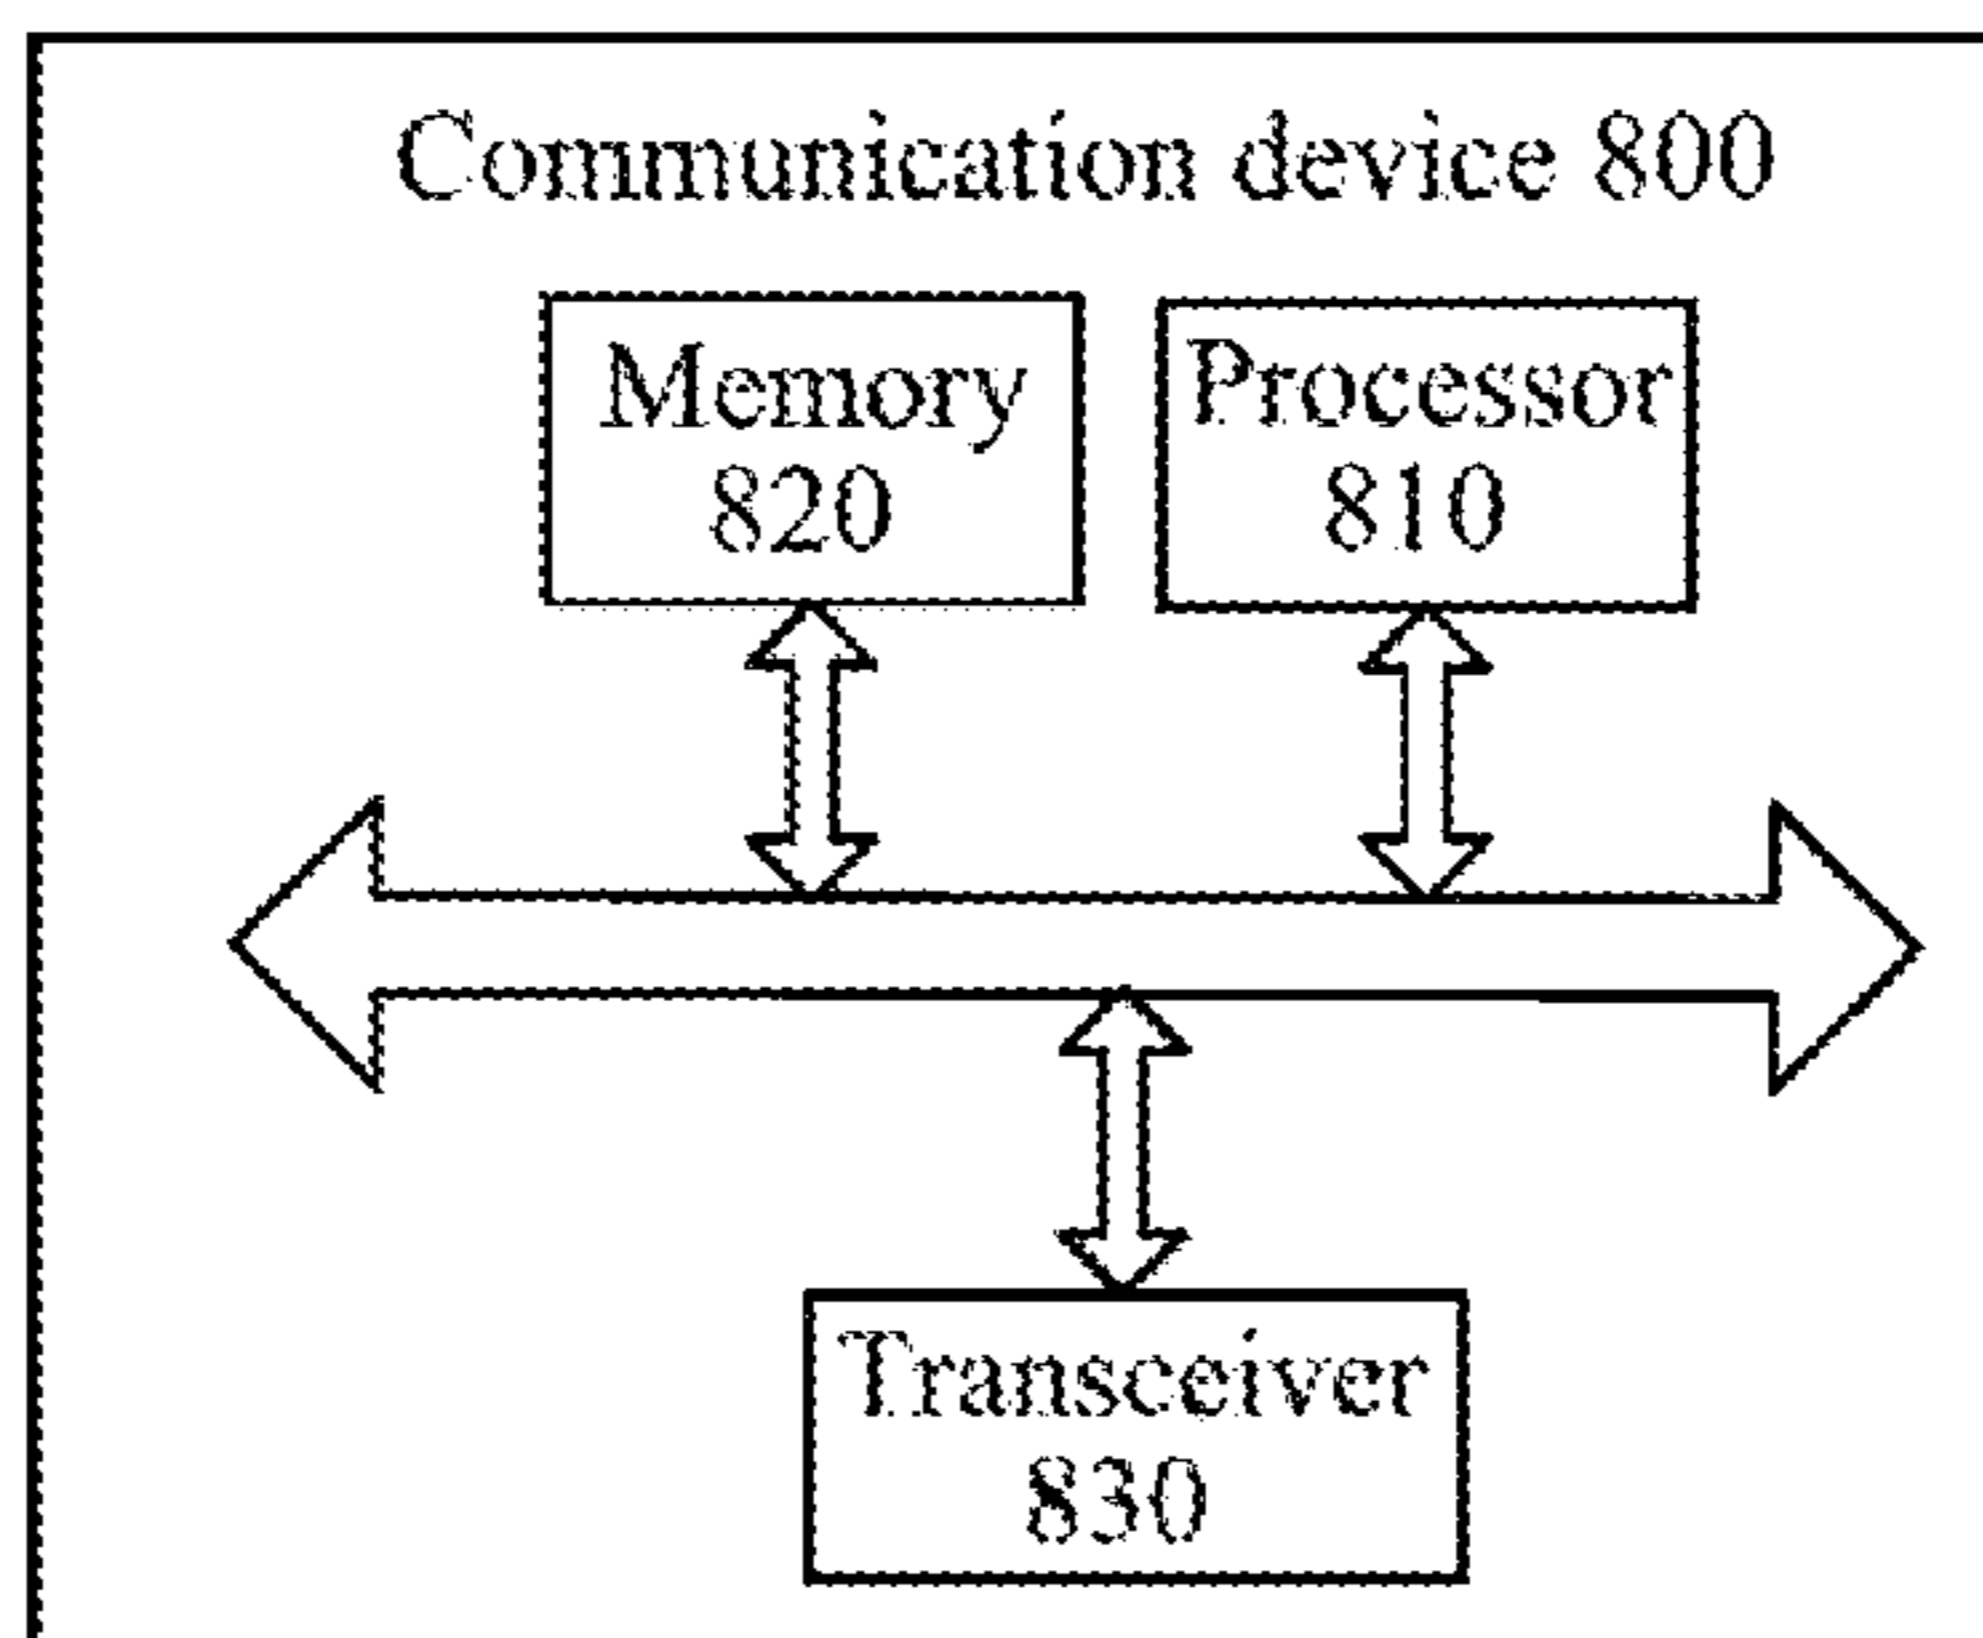 Communication device 800
Memory
820
Processor
810
Transceiver
830